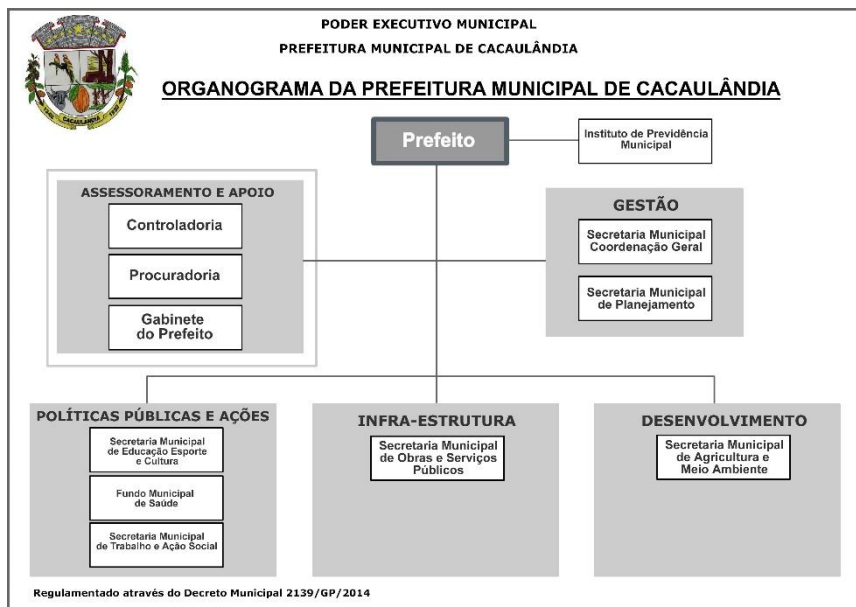 PODER EXECUTIVO MUNICIPAL
PREFEITURA MUNICIPAL DE CACAULÂNDIA
ORGANOGRAMA DA PREFEITURA MUNICIPAL DE CACAULÂNDIA
CACAULÂNDIA
Prefeito
Instituto de Previdência
Municipal
ASSESSORAMENTO E APOIO
Controladoria
Procuradoria
Gabinete
do Prefeito
GESTÃO
Secretaria Municipal
Coordenação Geral
Secretaria Municipal
de Planejamento
POLÍTICAS PÚBLICAS E AÇÕES
Secretaria Municipal
de Educação Esporte
e Cultura
Fundo Municipal
de Saúde
Secretaria Municipal
de Trabalho e Ação Social
INFRA-ESTRUTURA
Secretaria Municipal
de Obras e Serviços
Públicos
DESENVOLVIMENTO
Secretaria Municipal
de Agricultura e
Meio Ambiente
Regulamentado através do Decreto Municipal 2139/GP/2014